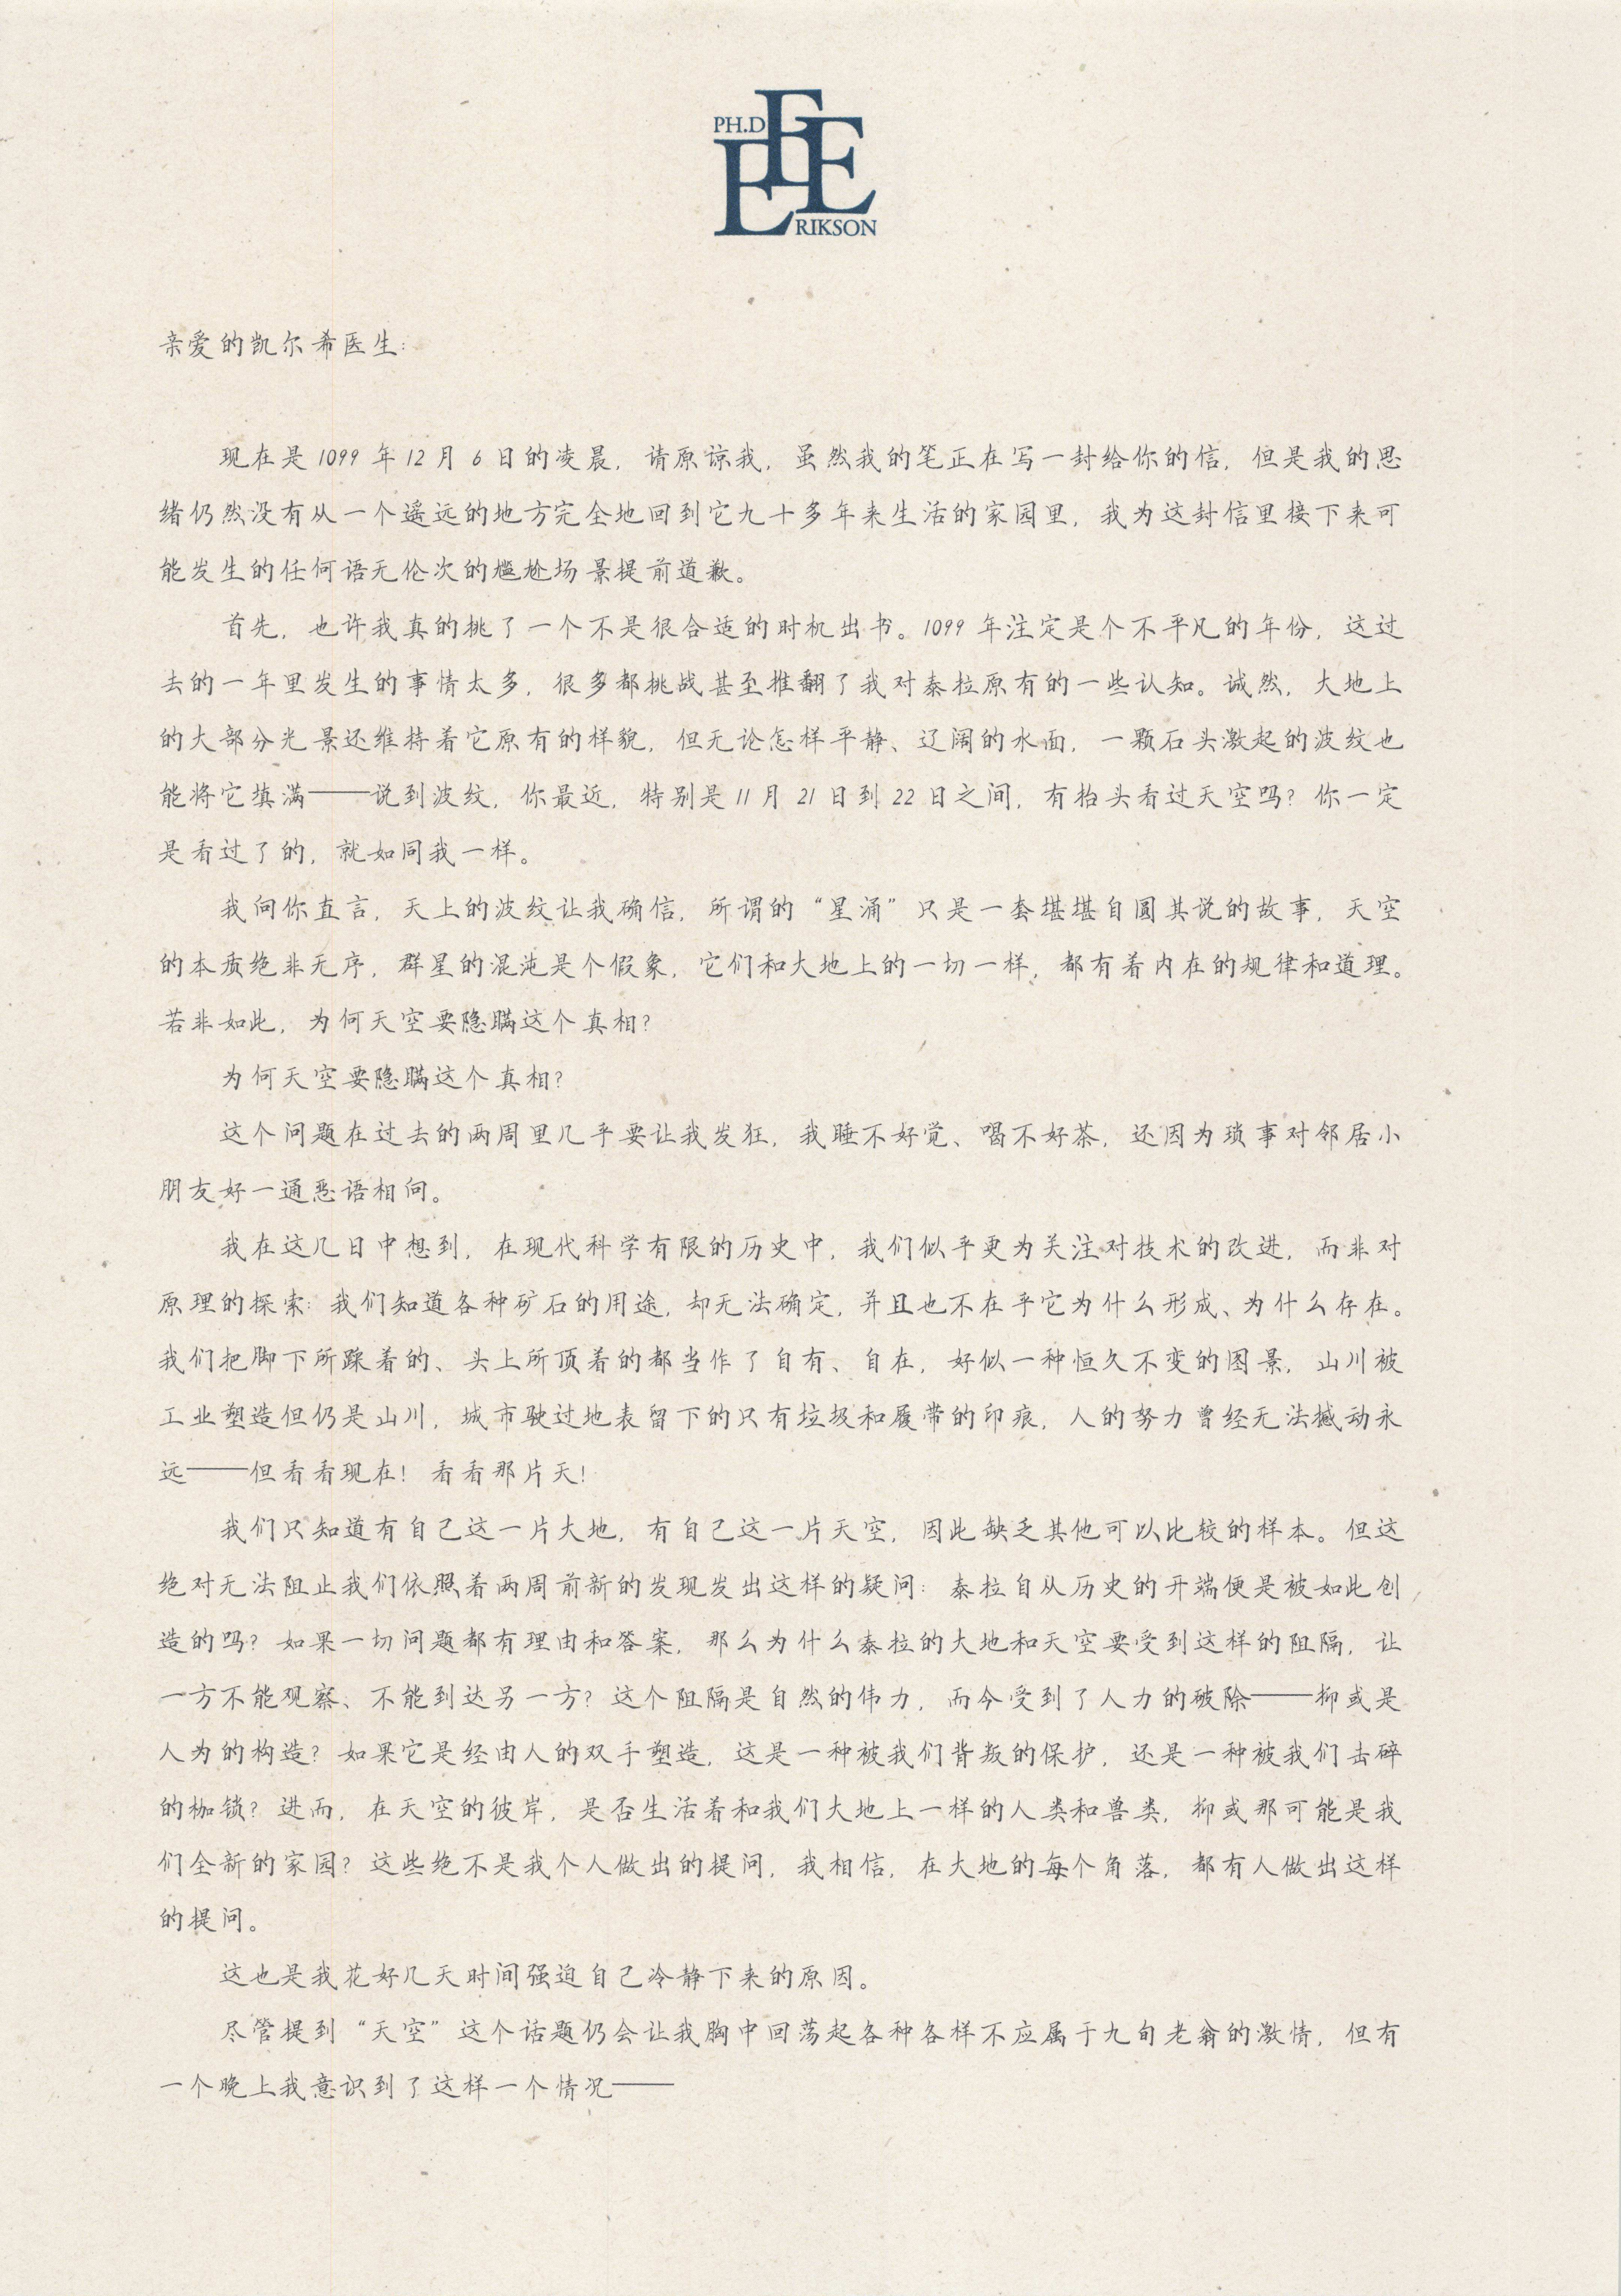 PH.D
EEE
RIKSON
亲爱的凯尔希医生：
现在是 1099 年 12 月 6 日的凌晨，请原谅我，虽然我的笔正在写一封给你的信，但是我的思
绪仍然没有从一个遥远的地方完全地回到它九十多年来生活的家园里，我为这封信里接下来可
能发生的任何语无伦次的尴尬场景提前道歉。
首先，也许我真的挑了一个不是很合适的时机出书。1099 年注定是个不平凡的年份，这过
去的一年里发生的事情太多，很多都挑战甚至推翻了我对泰拉原有的一些认知。诚然，大地上
的大部分光景还维持着它原有的样貌，但无论怎样平静、辽阔的水面，一颗石头激起的波纹也
能将它填满——说到波纹，你最近，特别是 11 月 21 日到 22 日之间，有抬头看过天空吗？你一定
是看过了的，就如同我一样。
我向你直言，天上的波纹让我确信，所谓的“星涌”只是一套堪堪自圆其说的故事，天空
的本质绝非无序，群星的混沌是个假象，它们和大地上的一切一样，都有着内在的规律和道理。
若非如此，为何天空要隐瞒这个真相？
为何天空要隐瞒这个真相？
这个问题在过去的两周里几乎要让我发狂，我睡不好觉、喝不好茶，还因为琐事对邻居小
朋友好一通恶语相向。
我在这几日中想到，在现代科学有限的历史中，我们似乎更为关注对技术的改进，而非对
原理的探索：我们知道各种矿石的用途，却无法确定，并且也不在乎它为什么形成、为什么存在。
我们把脚下所踩着的、头上所顶着的都当作了自有、自在，好似一种恒久不变的图景，山川被
工业塑造但仍是山川，城市驶过地表留下的只有垃圾和履带的印痕，人的努力曾经无法撼动永
远——但看看现在！看看那片天！
我们只知道有自己这一片大地，有自己这一片天空，因此缺乏其他可以比较的样本。但这
绝对无法阻止我们依照着两周前新的发现发出这样的疑问：泰拉自从历史的开端便是被如此创
造的吗？如果一切问题都有理由和答案，那么为什么泰拉的大地和天空要受到这样的阻隔，让
一方不能观察、不能到达另一方？这个阻隔是自然的伟力，而今受到了人力的破除——抑或是
人为的构造？如果它是经由人的双手塑造，这是一种被我们背叛的保护，还是一种被我们击碎
的枷锁？进而，在天空的彼岸，是否生活着和我们大地上一样的人类和兽类，抑或那可能是我
们全新的家园？这些绝不是我个人做出的提问，我相信，在大地的每个角落，都有人做出这样
的提问。
这也是我花好几天时间强迫自己冷静下来的原因。
尽管提到“天空”这个话题仍会让我胸中回荡起各种各样不应属于九旬老翁的激情，但有
一个晚上我意识到了这样一个情况——